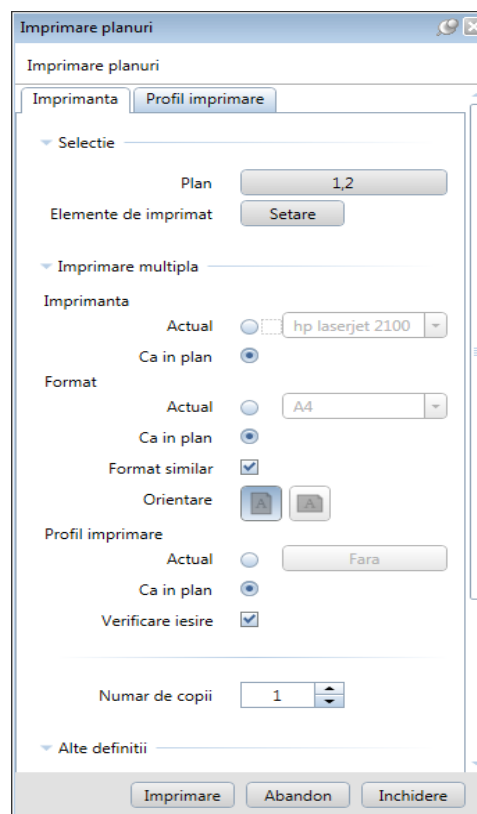 Imprimare planuri
Imprimare planuri
Imprimanta Profil imprimare
Selectie
Plan 1,2
Elemente de imprimat Setare
Imprimare multipla
Imprimanta
Actual hp laserjet 2100
Ca in plan
Format
Actual A4
Ca in plan
Format similar
Orientare A A
Profil imprimare
Actual Fara
Ca in plan
Verificare iesire
Numar de copii 1
Alte definitii
Imprimare Abandon Inchidere